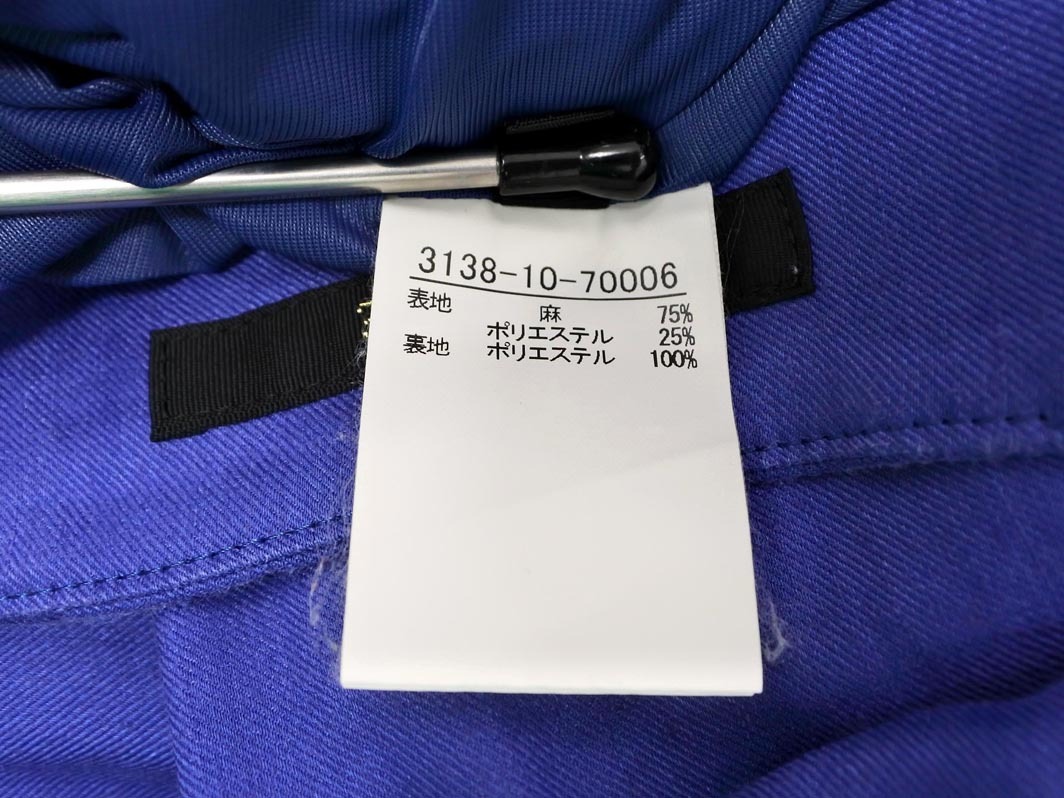 3138-10-70006
表地 麻 75%
ポリエステル 25%
裏地 ポリエステル 100%